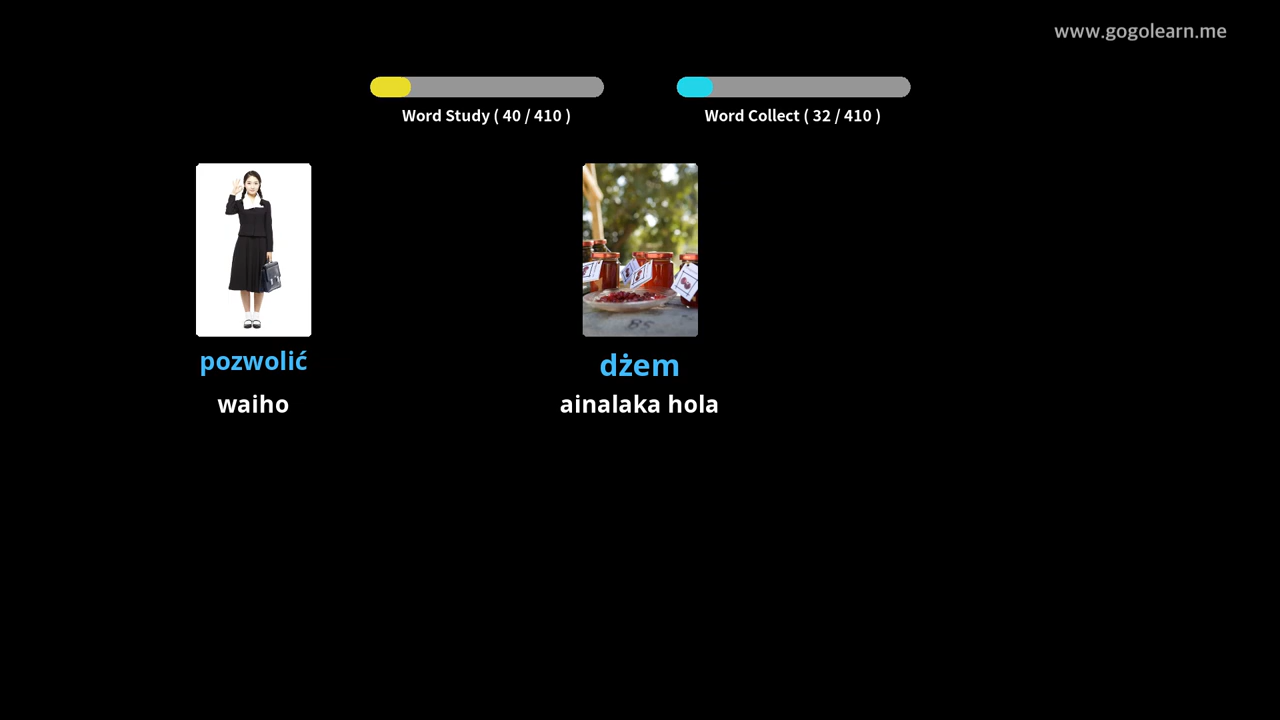 www.gogolearn.me
Word Study ( 40 / 410 )
Word Collect ( 32 / 410 )
pozwolić
dżem
waiho
ainalaka hola